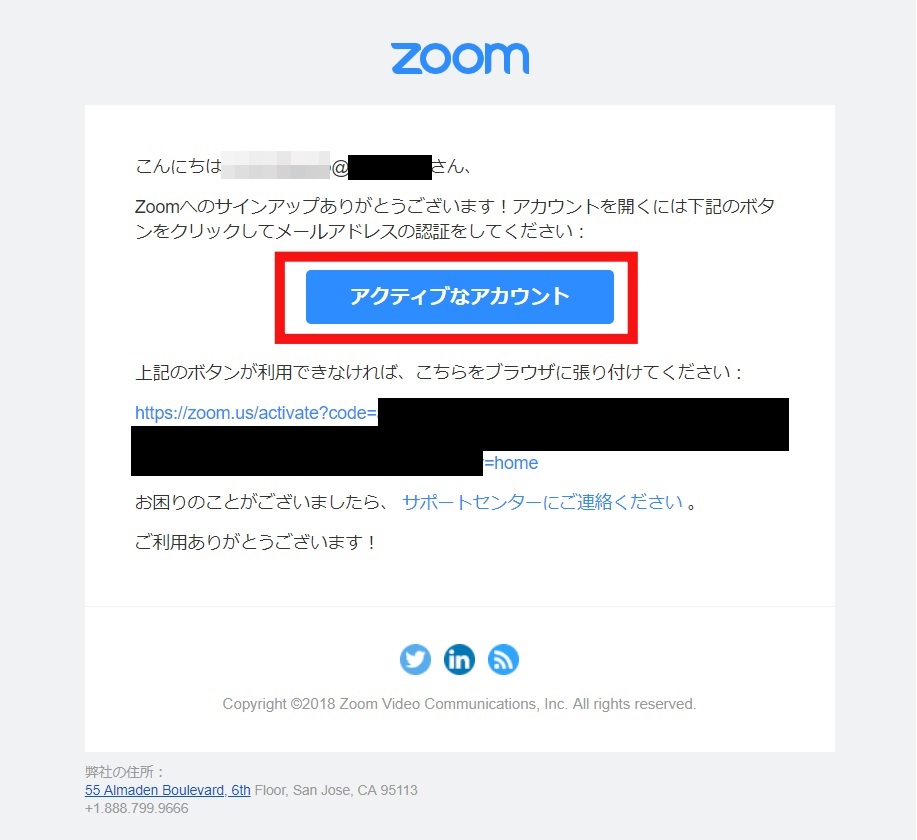 zoom
こんにちは @ さん、
Zoomへのサインアップありがとうございます！アカウントを開くには下記のボタ
ンをクリックしてメールアドレスの認証をしてください：
アクティブなアカウント
上記のボタンが利用できなければ、こちらをブラウザに張り付けてください：
https://zoom.us/activate?code=
=home
お困りのことがございましたら、 サポートセンターにご連絡ください 。
ご利用ありがとうございます！
in
Copyright ©2018 Zoom Video Communications, Inc. All rights reserved.
弊社の住所：
55 Almaden Boulevard, 6th Floor, San Jose, CA 95113
+1.888.799.9666